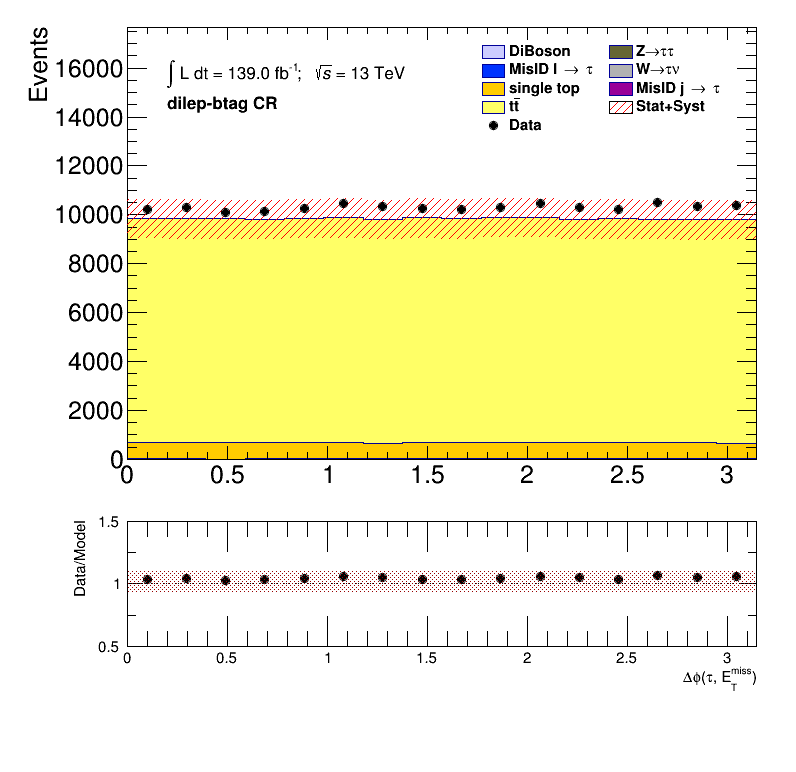 Events
16000
14000
12000
10000
8000
6000
4000
2000
0
∫ L dt = 139.0 fb⁻¹; √s = 13 TeV
dilep-btag CR
DiBoson
MisID l → τ
single top
tt̄
Data
Z→ττ
W→τν
MisID j → τ
Stat+Syst
0 0.5 1 1.5 2 2.5 3
Data/Model
1.5
1
0.5
0 0.5 1 1.5 2 2.5 3
Δϕ(τ, E_T^miss)